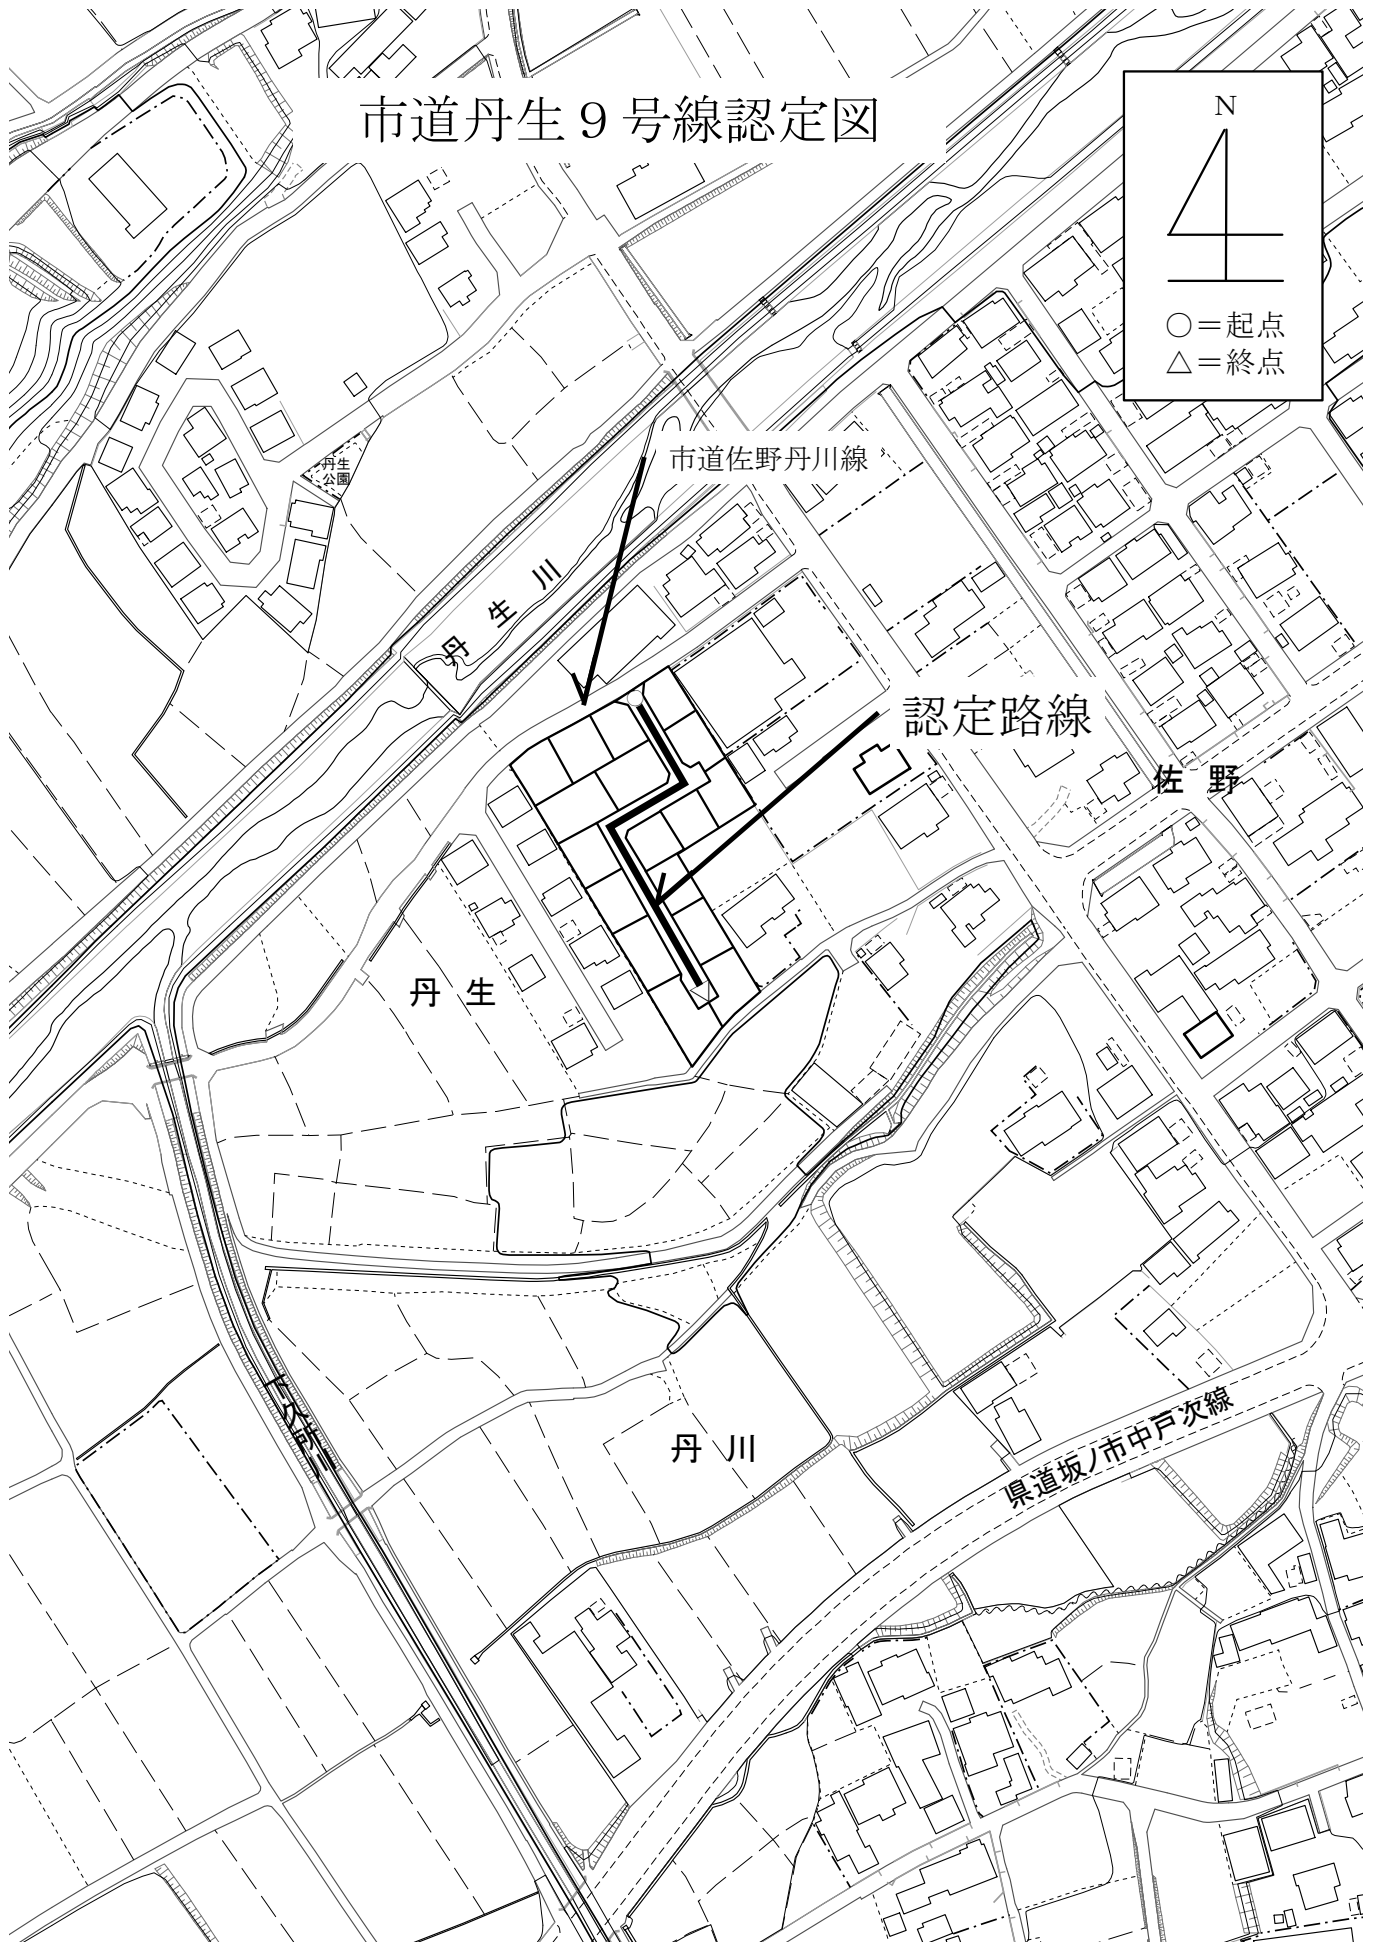 市道丹生９号線認定図
N
○＝起点
△＝終点
市道佐野丹川線
丹生
公園
丹生川
認定路線
佐野
丹生
丹川
県道坂ノ市中戸次線